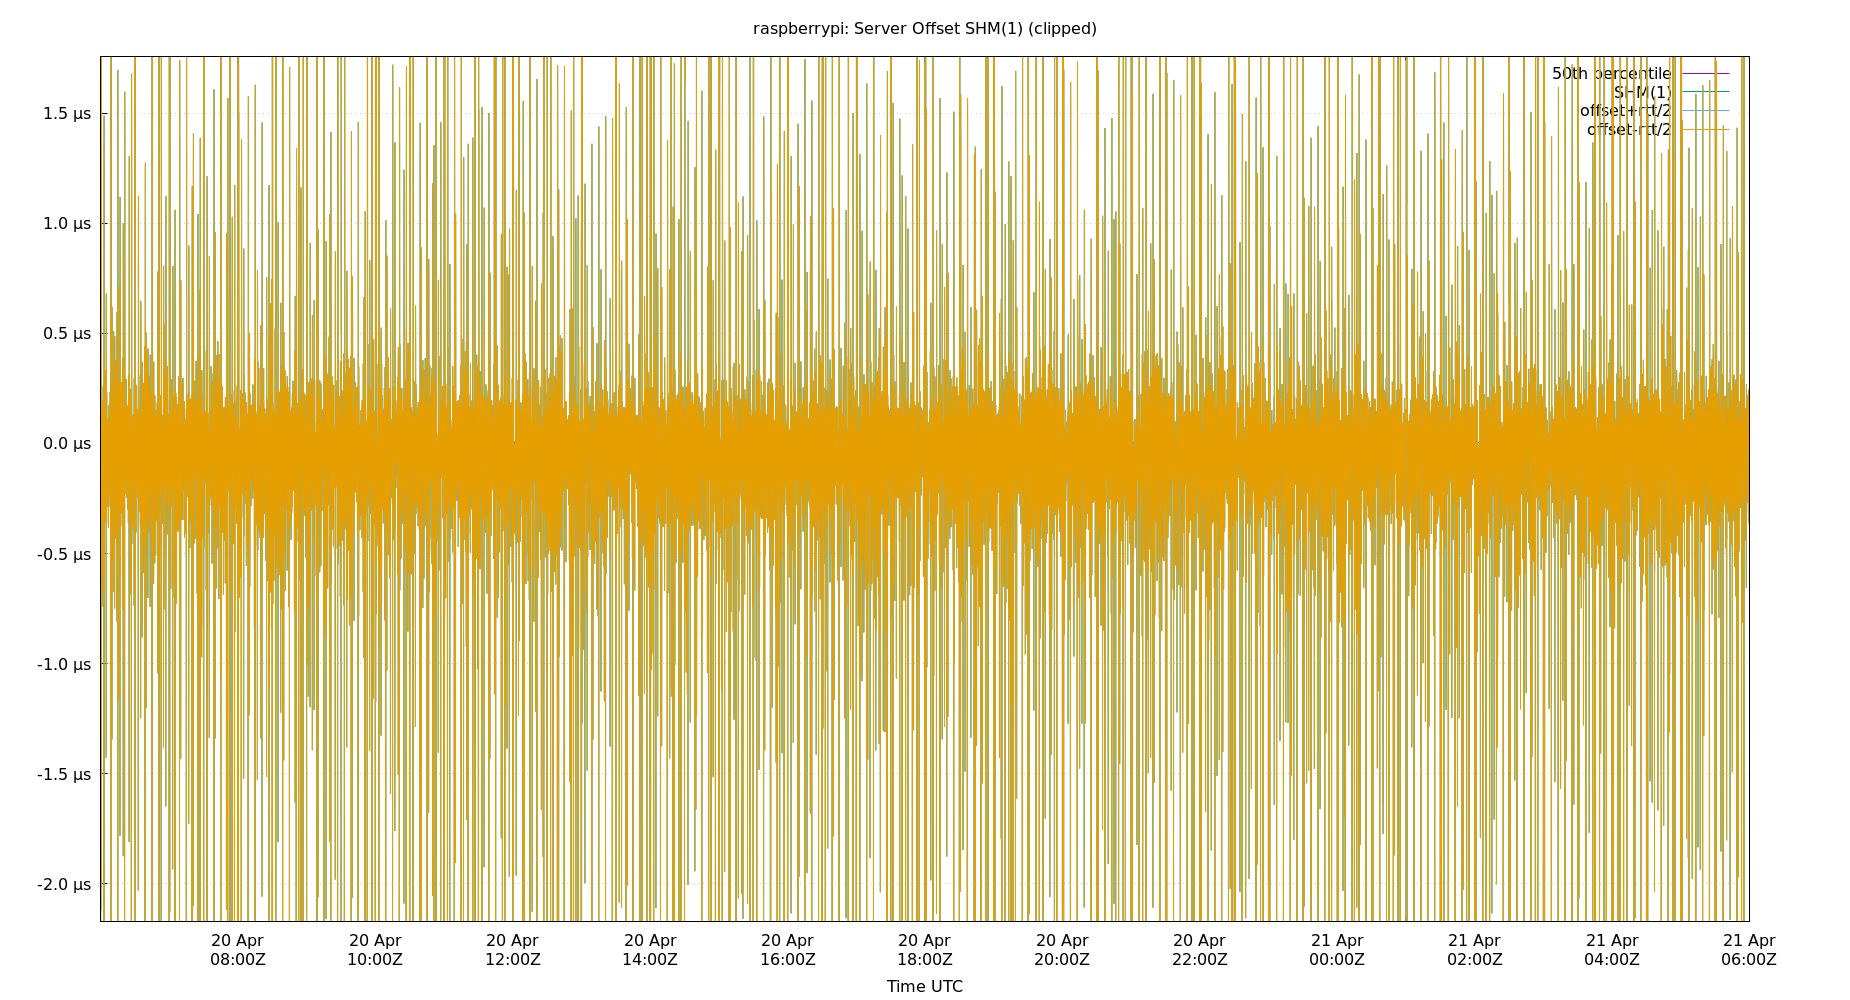 raspberrypi: Server Offset SHM(1) (clipped)
50th percentile
SHM(1)
offset+rtt/2
offset-rtt/2
1.5 µs
1.0 µs
0.5 µs
0.0 µs
-0.5 µs
-1.0 µs
-1.5 µs
-2.0 µs
20 Apr 20 Apr 20 Apr 20 Apr 20 Apr 20 Apr 20 Apr 20 Apr 21 Apr 21 Apr 21 Apr 21 Apr
08:00Z 10:00Z 12:00Z 14:00Z 16:00Z 18:00Z 20:00Z 22:00Z 00:00Z 02:00Z 04:00Z 06:00Z
Time UTC